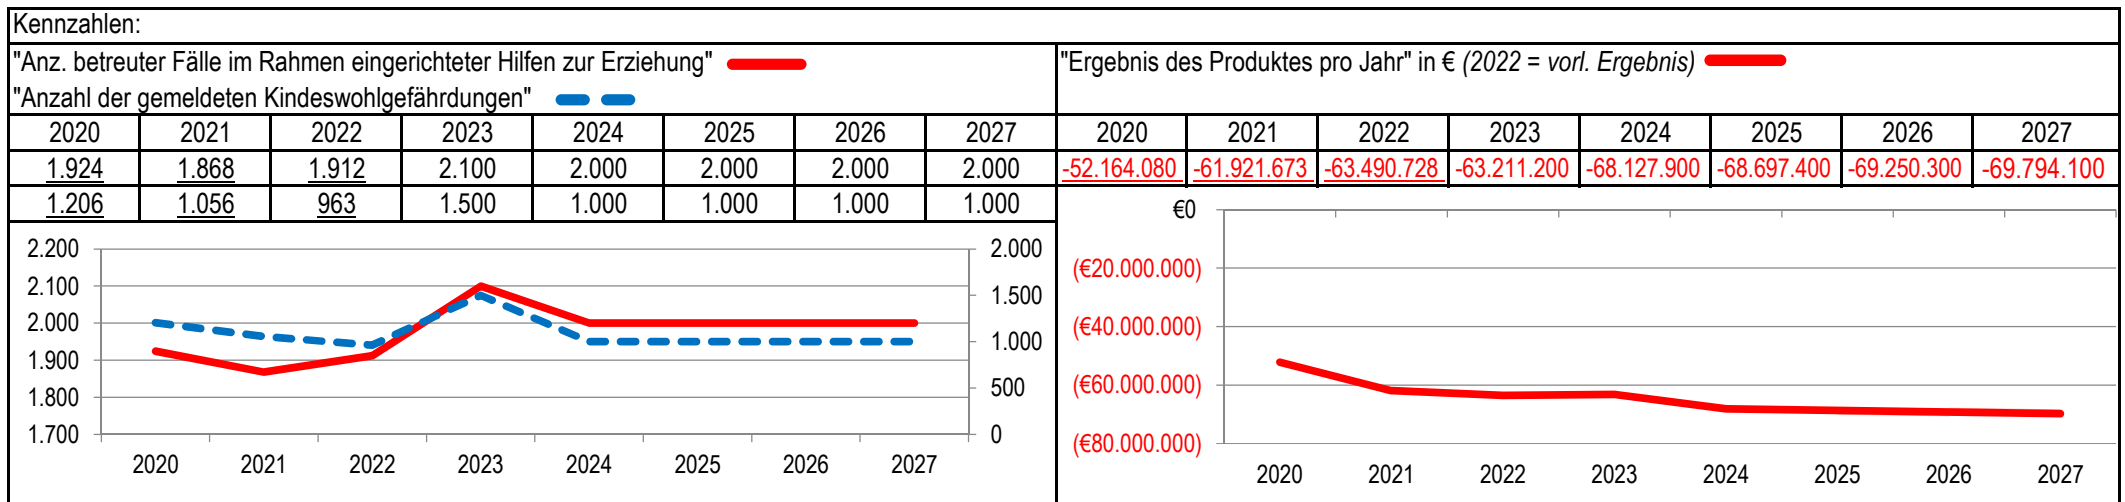 Kennzahlen:
"Anz. betreuter Fälle im Rahmen eingerichteter Hilfen zur Erziehung"
"Anzahl der gemeldeten Kindeswohlgefährdungen"
2020 2021 2022 2023 2024 2025 2026 2027
1.924 1.868 1.912 2.100 2.000 2.000 2.000 2.000
1.206 1.056 963 1.500 1.000 1.000 1.000 1.000
2.200
2.100
2.000
1.900
1.800
1.700
2.000
1.500
1.000
500
0
2020 2021 2022 2023 2024 2025 2026 2027
"Ergebnis des Produktes pro Jahr" in € (2022 = vorl. Ergebnis)
2020 2021 2022 2023 2024 2025 2026 2027
-52.164.080 -61.921.673 -63.490.728 -63.211.200 -68.127.900 -68.697.400 -69.250.300 -69.794.100
€0
(€20.000.000)
(€40.000.000)
(€60.000.000)
(€80.000.000)
2020 2021 2022 2023 2024 2025 2026 2027